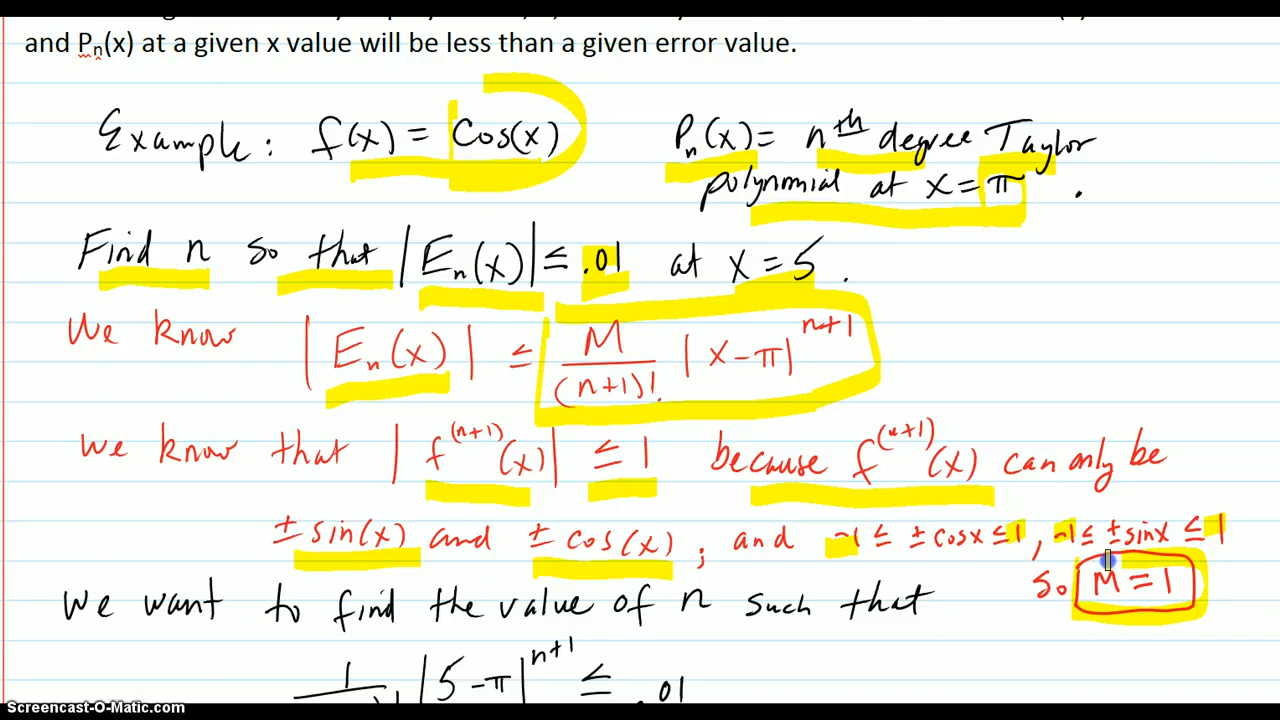 and Pₙ(x) at a given x value will be less than a given error value.
Example: f(x) = Cos(x)
Pₙ(x) = nᵗʰ degree Taylor
polynmial at x = π .
Find n so that |Eₙ(x)| ≤ .01 at x = 5 .
We know |Eₙ(x)| ≤ M/(n+1)! |x-π|ⁿ⁺¹
We know that |f⁽ⁿ⁺¹⁾(x)| ≤ 1 because f⁽ⁿ⁺¹⁾(x) can only be
± sin(x) and ± cos(x) ; and -1 ≤ ± cosx ≤ 1 , -1 ≤ ± sinx ≤ 1
so M = 1
We want to find the value of n such that
1 |5-π|ⁿ⁺¹ ≤ .01
Screencast-O-Matic.com